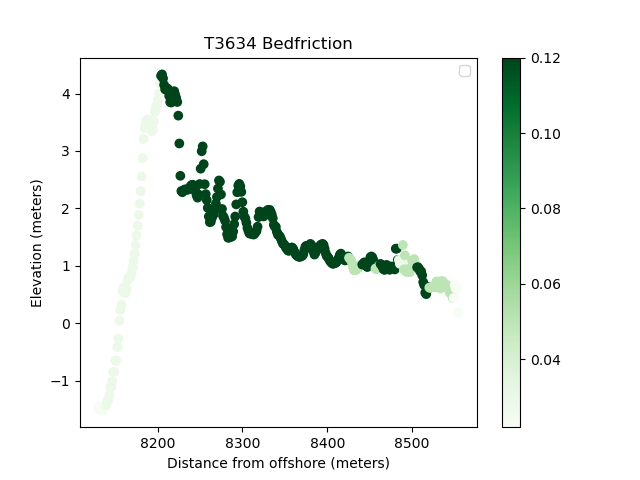 T3634 Bedfriction
Elevation (meters)
4
3
2
1
0
−1
8200 8300 8400 8500
Distance from offshore (meters)
0.12
0.10
0.08
0.06
0.04